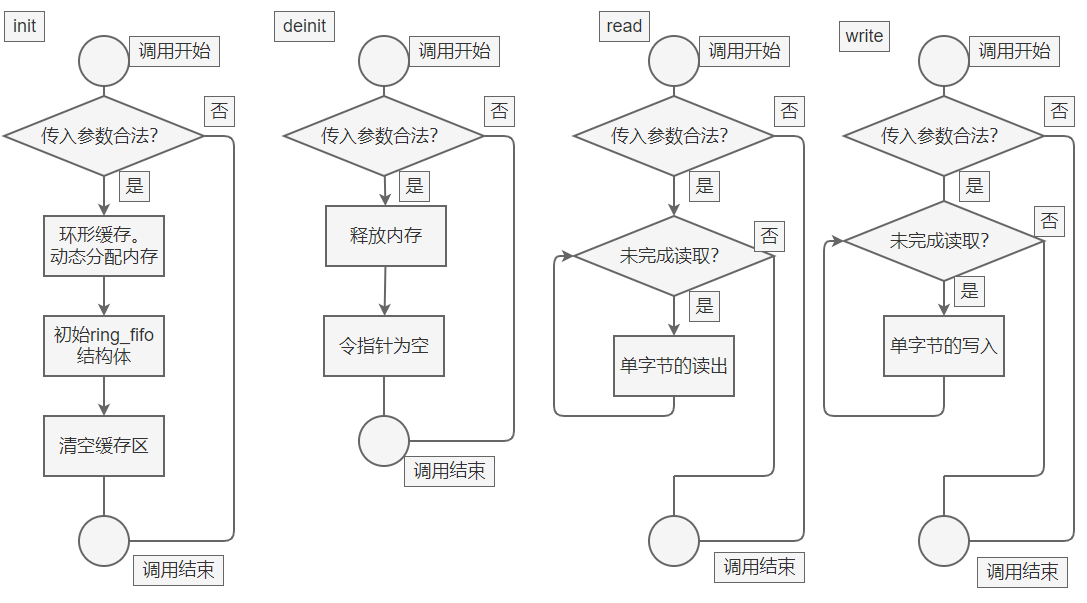 init
调用开始
传入参数合法?
否
是
环形缓存。
动态分配内存
初始ring_fifo
结构体
清空缓存区
调用结束
deinit
调用开始
传入参数合法?
否
是
释放内存
令指针为空
调用结束
read
调用开始
传入参数合法?
否
是
未完成读取?
否
是
单字节的读出
调用结束
write
调用开始
传入参数合法?
否
是
未完成读取?
否
是
单字节的写入
调用结束